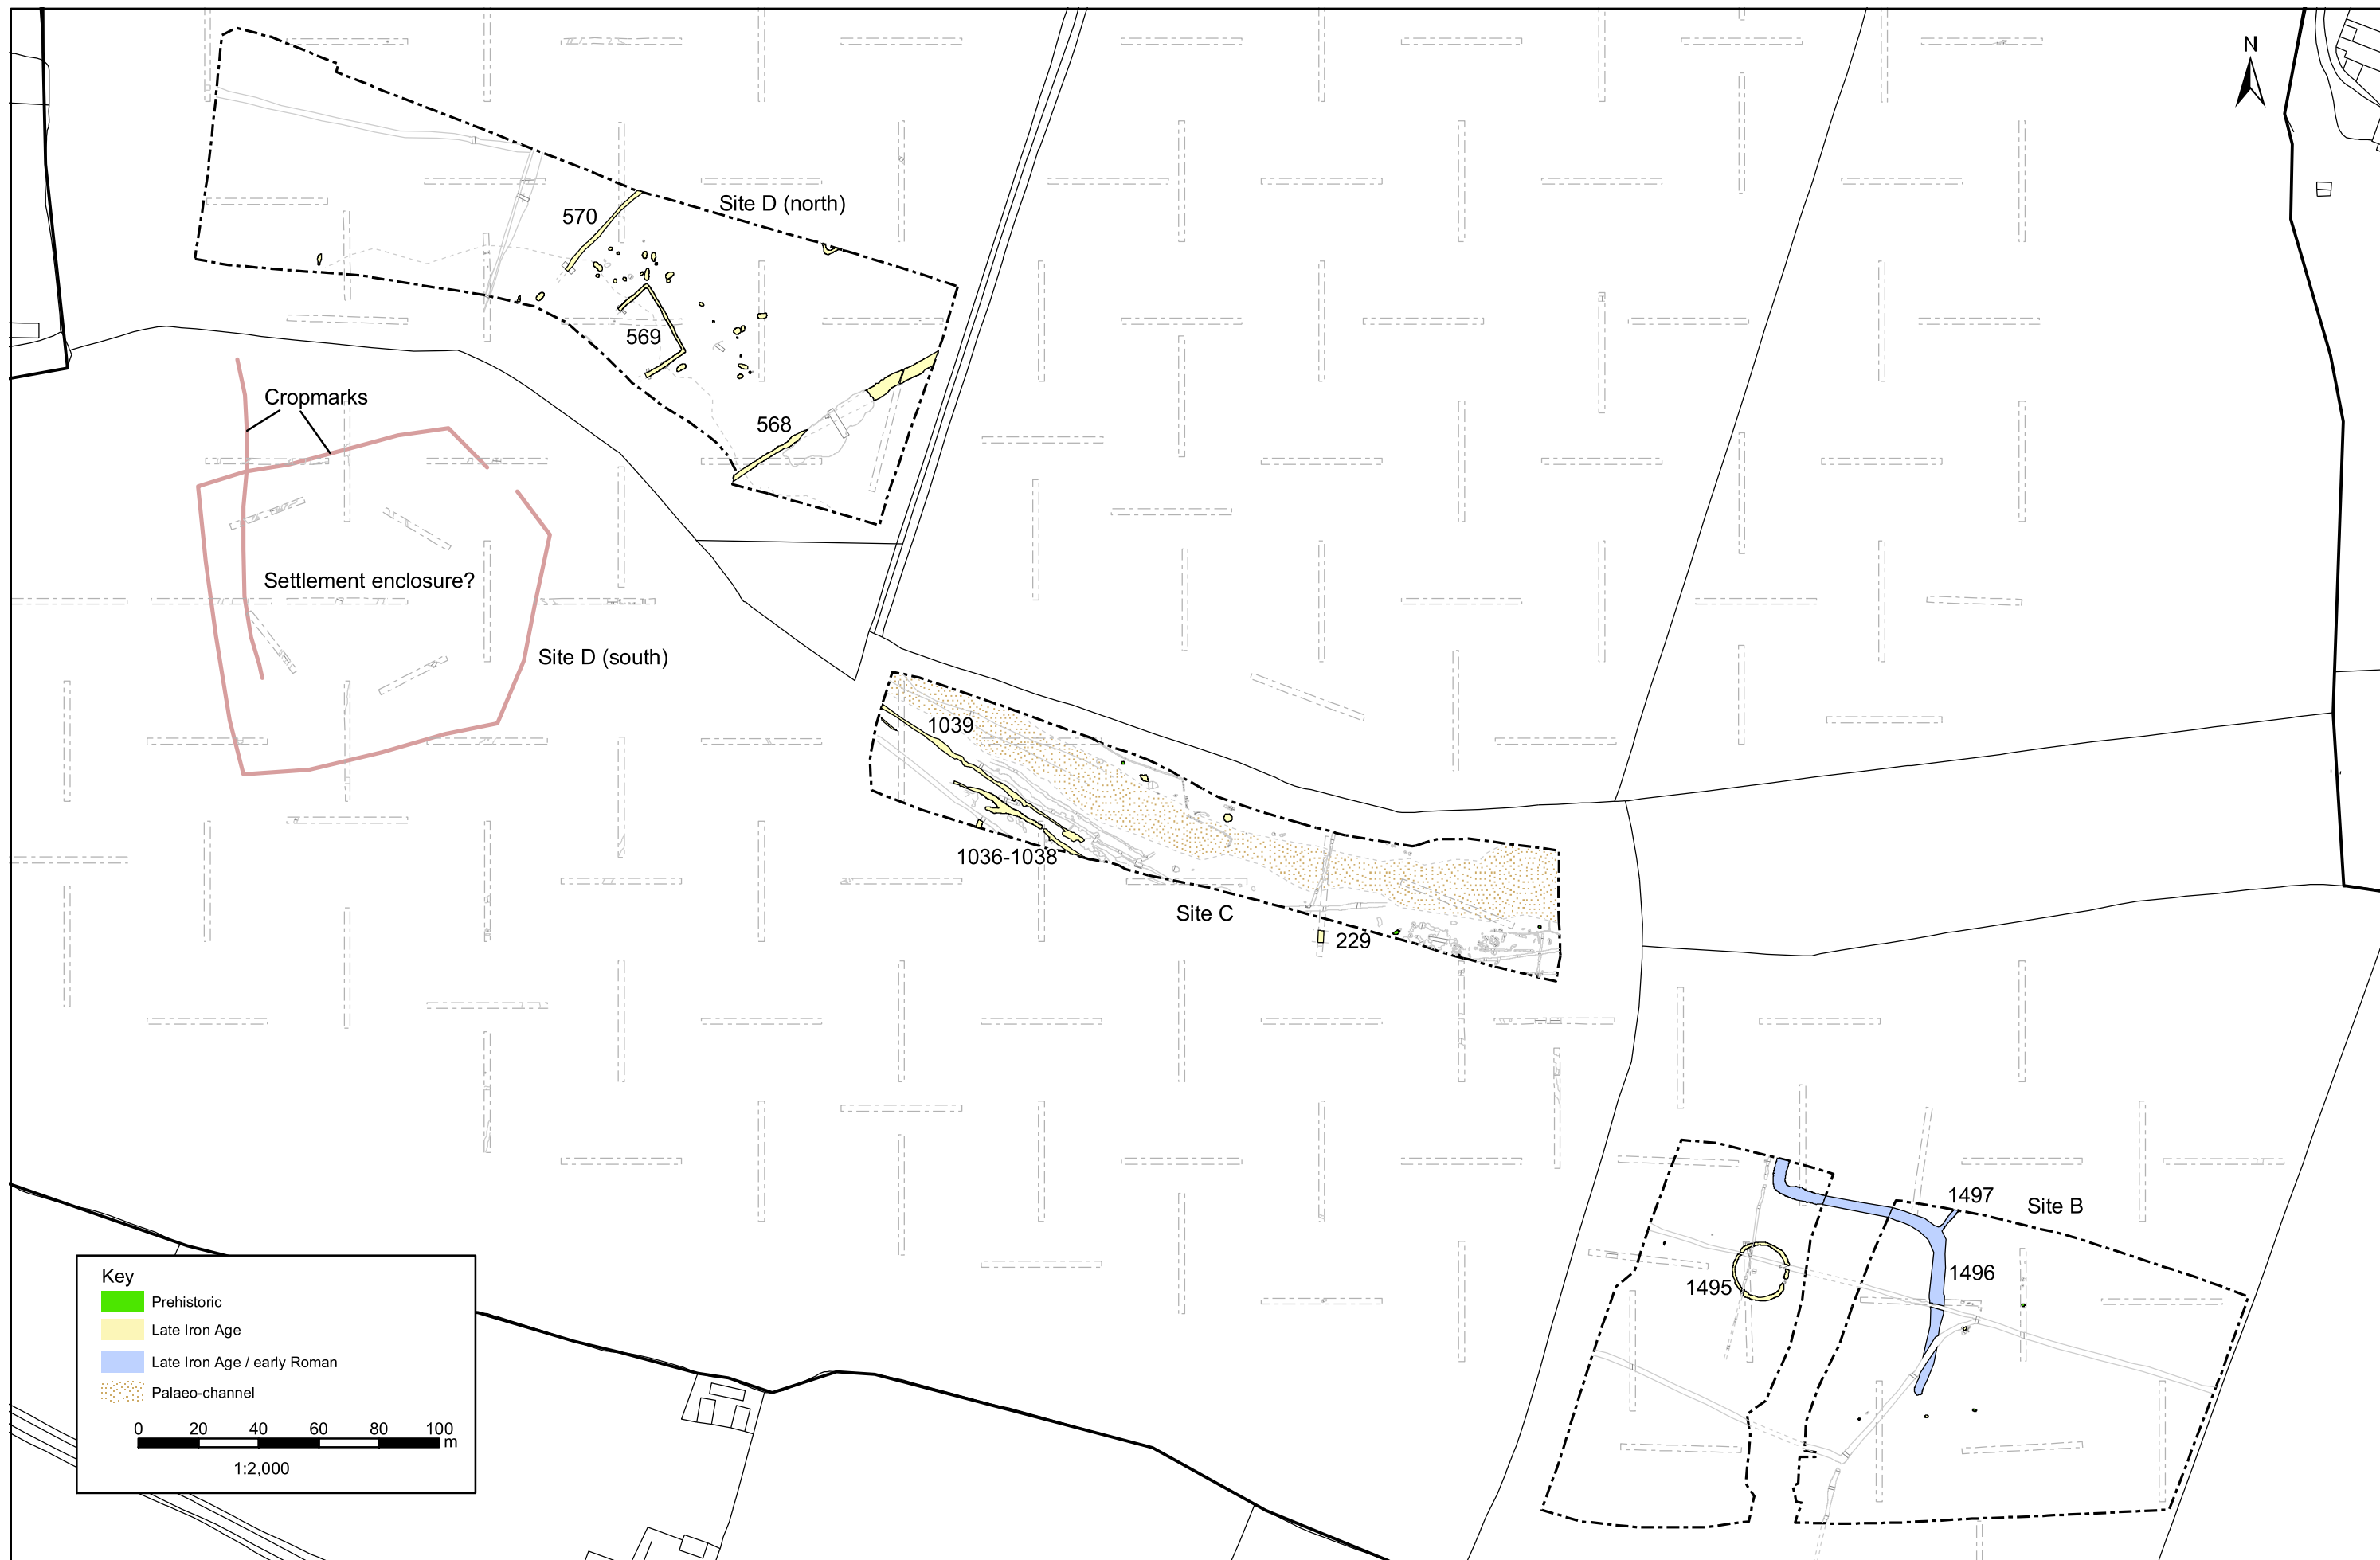 N
Site D (north)
570
569
568
Cropmarks
Settlement enclosure?
Site D (south)
1039
1036-1038
Site C
229
1497
Site B
1496
1495
Key
Prehistoric
Late Iron Age
Late Iron Age / early Roman
Palaeo-channel
0 20 40 60 80 100
m
1:2,000